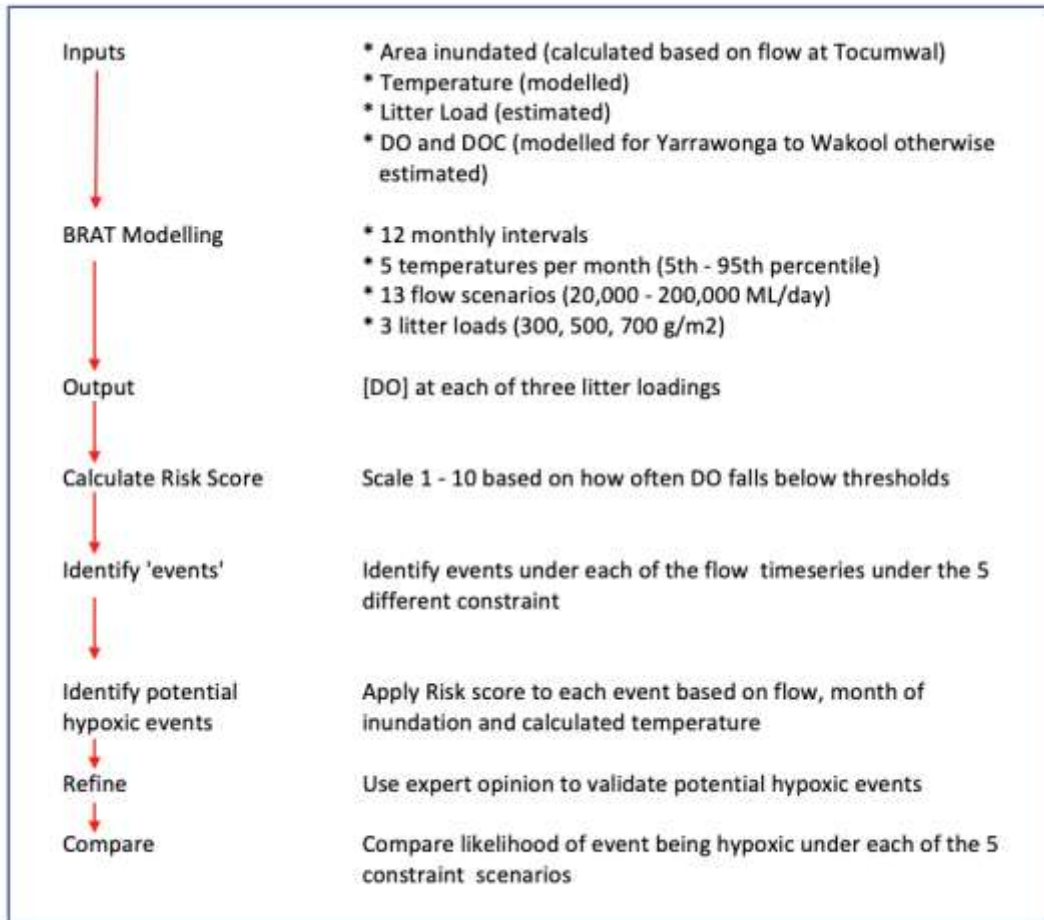 Inputs
* Area inundated (calculated based on flow at Tocumwal)
* Temperature (modelled)
* Litter Load (estimated)
* DO and DOC (modelled for Yarrawonga to Wakool otherwise
estimated)
BRAT Modelling
* 12 monthly intervals
* 5 temperatures per month (5th - 95th percentile)
* 13 flow scenarios (20,000 - 200,000 ML/day)
* 3 litter loads (300, 500, 700 g/m2)
Output
[DO] at each of three litter loadings
Calculate Risk Score
Scale 1 - 10 based on how often DO falls below thresholds
Identify 'events'
Identify events under each of the flow timeseries under the 5
different constraint
Identify potential
hypoxic events
Apply Risk score to each event based on flow, month of
inundation and calculated temperature
Refine
Use expert opinion to validate potential hypoxic events
Compare
Compare likelihood of event being hypoxic under each of the 5
constraint scenarios